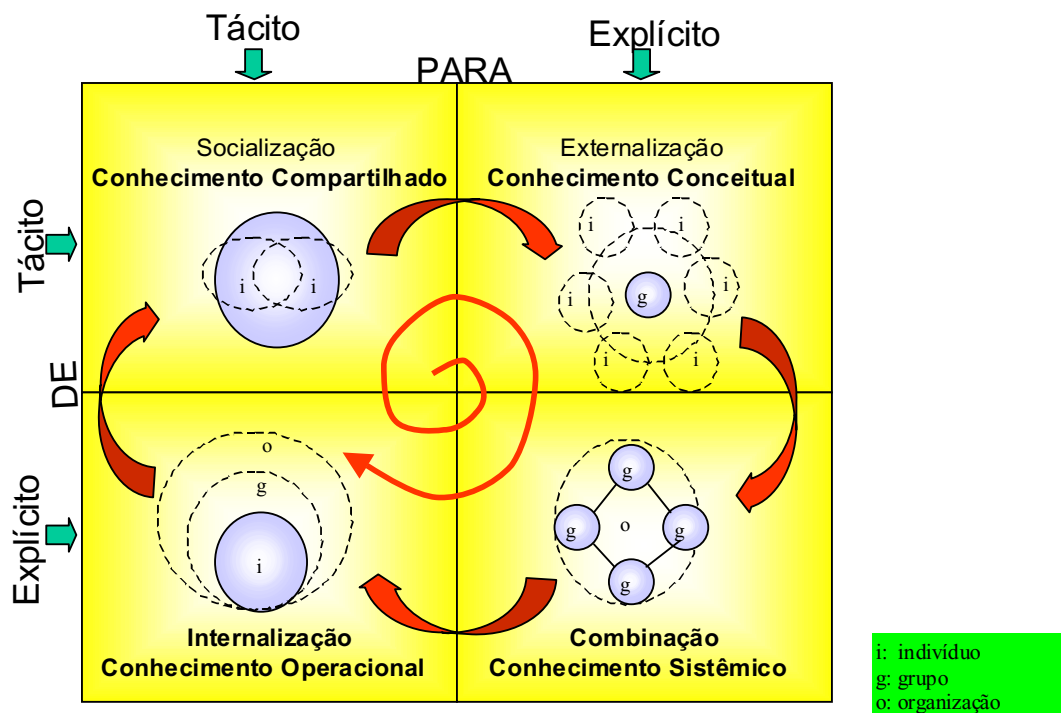 Tácito
Explícito
PARA
Socialização
Conhecimento Compartilhado
Externalização
Conhecimento Conceitual
Tácito
DE
Explícito
i
i
i
i
i
g
i
i
i
o
g
i
g
g
o
g
g
Internalização
Conhecimento Operacional
Combinação
Conhecimento Sistêmico
i: indivíduo
g: grupo
o: organização